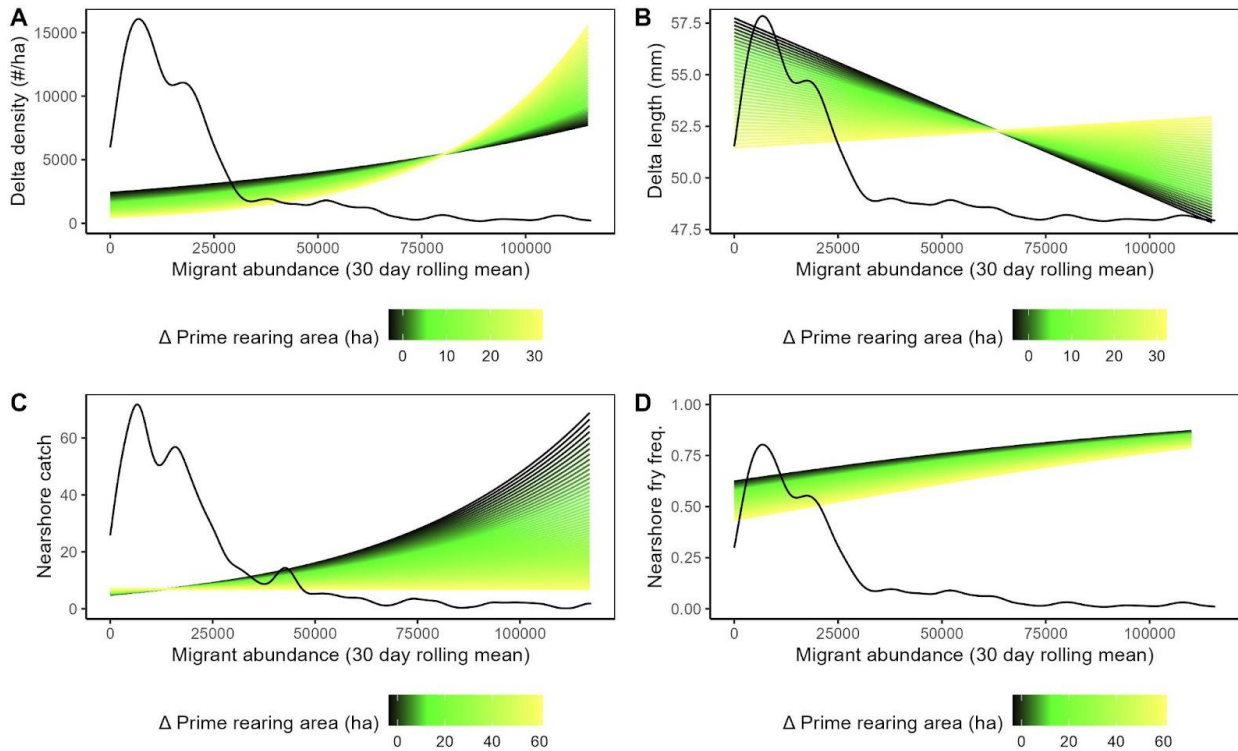 A
Delta density (#/ha)
15000
10000
5000
0
0 25000 50000 75000 100000
Migrant abundance (30 day rolling mean)
Δ Prime rearing area (ha)
0 10 20 30
B
Delta length (mm)
57.5
55.0
52.5
50.0
47.5
0 25000 50000 75000 100000
Migrant abundance (30 day rolling mean)
Δ Prime rearing area (ha)
0 10 20 30
C
Nearshore catch
60
40
20
0
0 25000 50000 75000 100000
Migrant abundance (30 day rolling mean)
Δ Prime rearing area (ha)
0 20 40 60
D
Nearshore fry freq.
1.00
0.75
0.50
0.25
0.00
0 25000 50000 75000 100000
Migrant abundance (30 day rolling mean)
Δ Prime rearing area (ha)
0 20 40 60